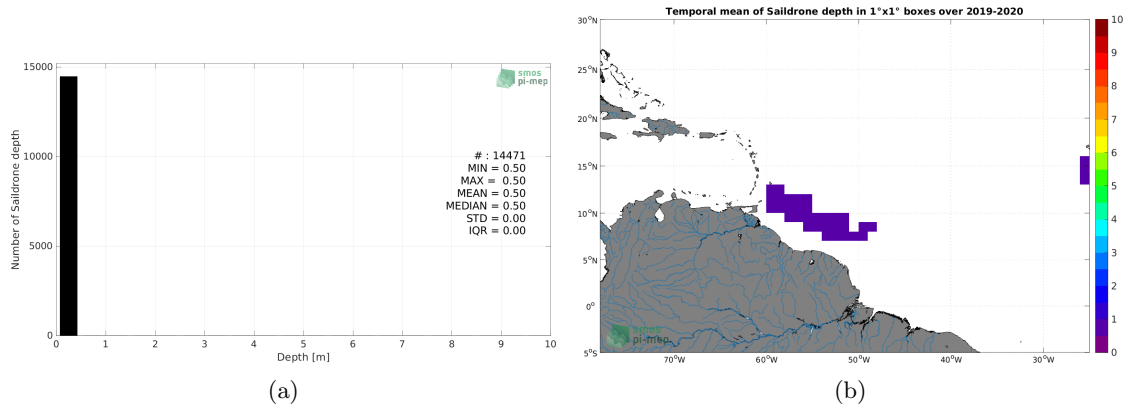 15000
10000
5000
0
Number of Saildrone depth
smos
pi-mep
# : 14471
MIN = 0.50
MAX = 0.50
MEAN = 0.50
MEDIAN = 0.50
STD = 0.00
IQR = 0.00
0 1 2 3 4 5 6 7 8 9 10
Depth [m]
(a)
Temporal mean of Saildrone depth in 1°x1° boxes over 2019-2020
30°N
25°N
20°N
15°N
10°N
5°N
0°
5°S
70°W 60°W 50°W 40°W 30°W
smos
pi-mep
10
9
8
7
6
5
4
3
2
1
0
(b)